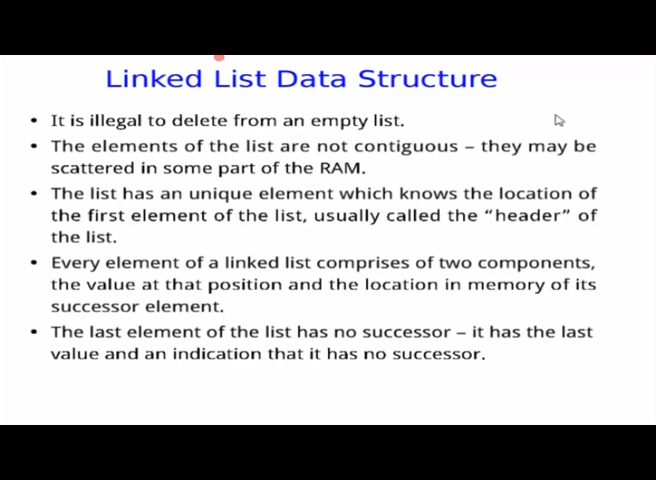 Linked List Data Structure
• It is illegal to delete from an empty list.
• The elements of the list are not contiguous – they may be
scattered in some part of the RAM.
• The list has an unique element which knows the location of
the first element of the list, usually called the “header” of
the list.
• Every element of a linked list comprises of two components,
the value at that position and the location in memory of its
successor element.
• The last element of the list has no successor – it has the last
value and an indication that it has no successor.